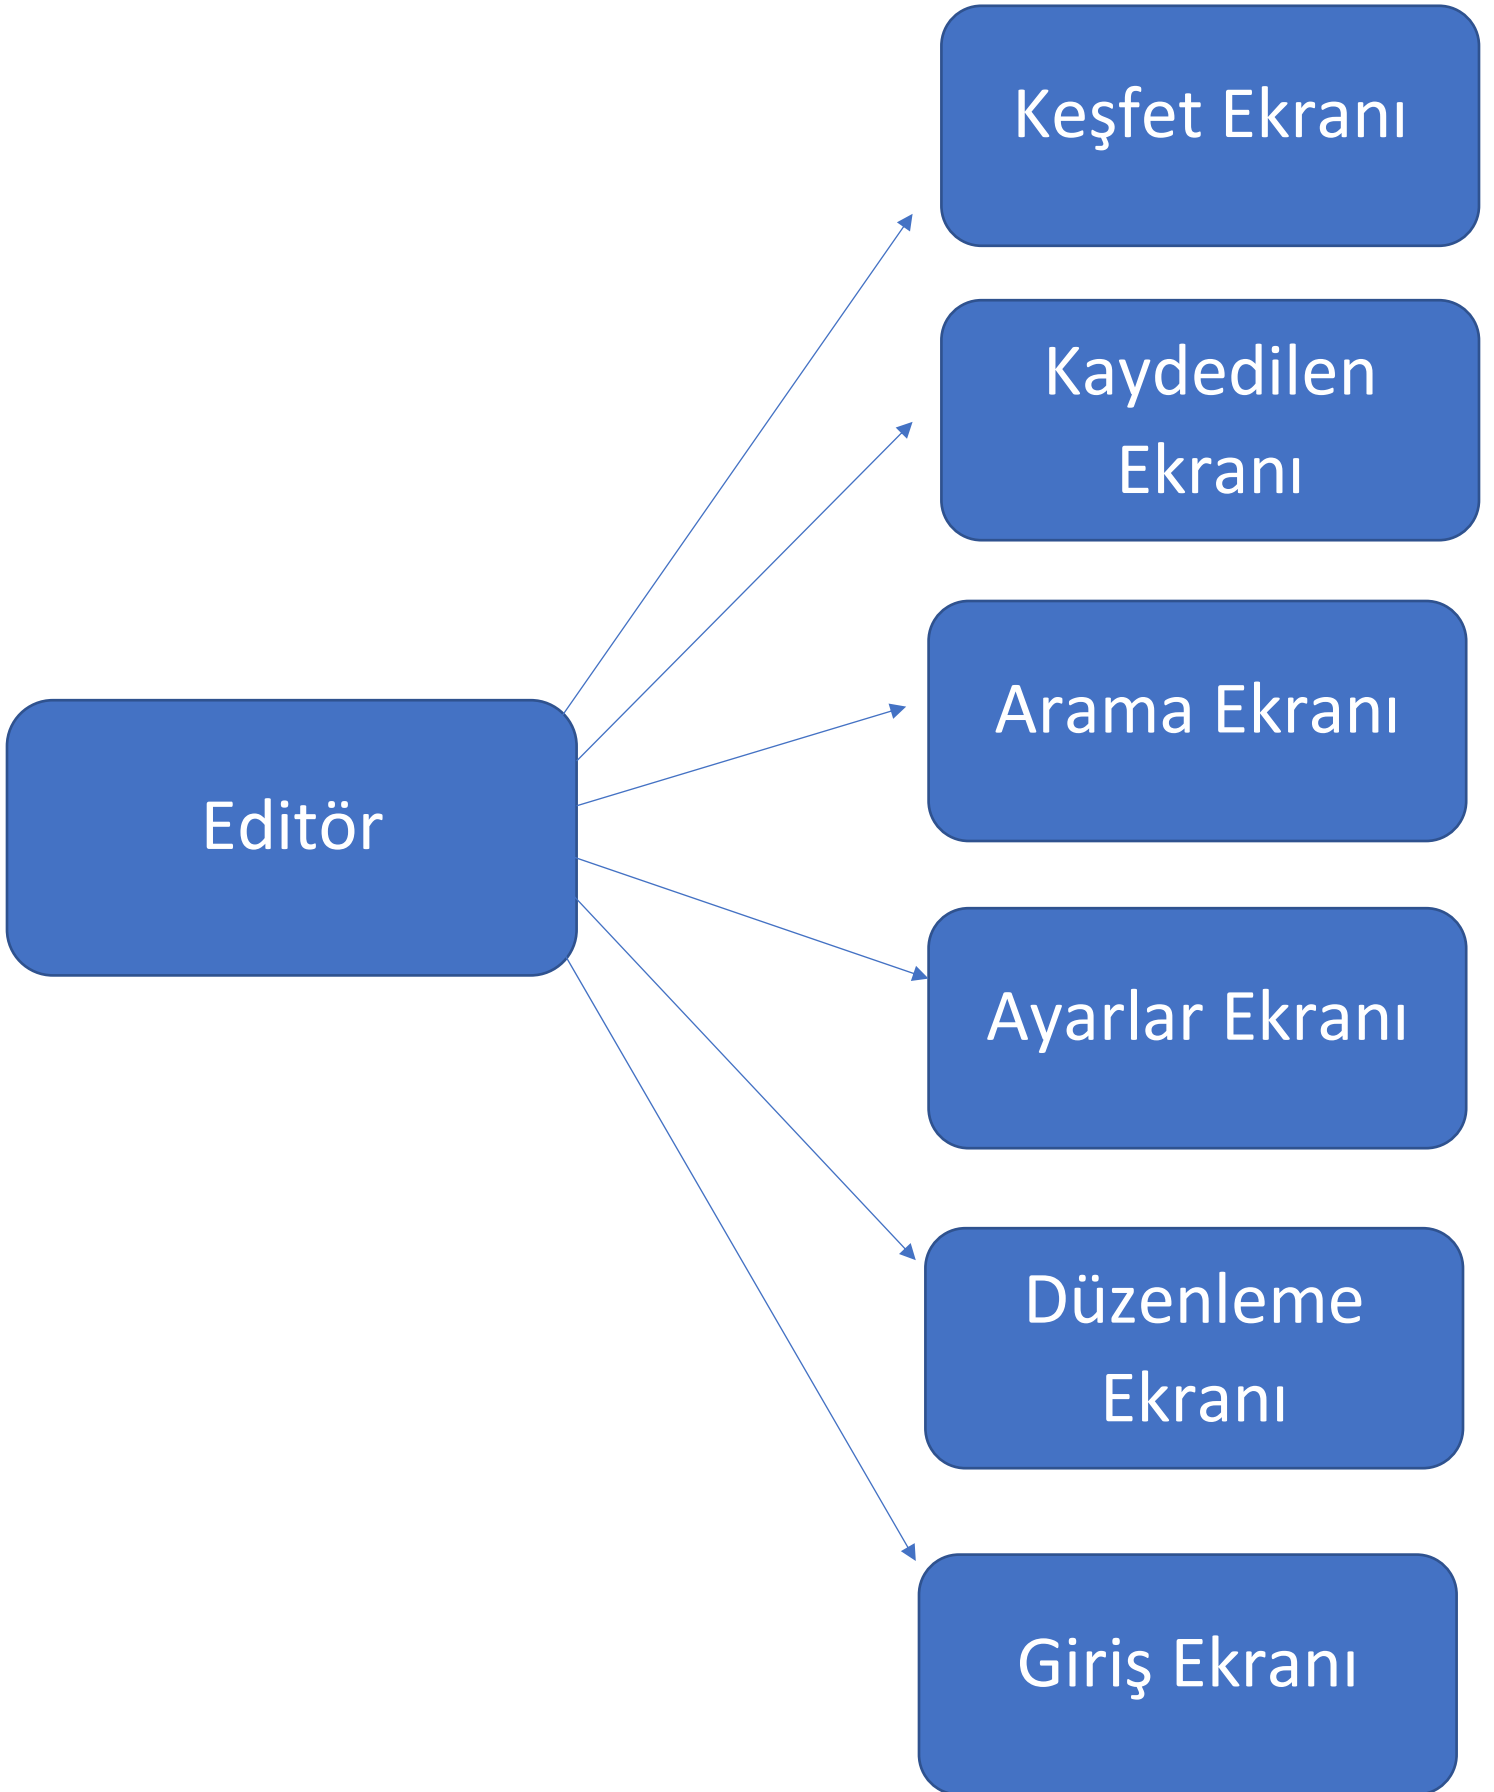 Keşfet Ekranı
Kaydedilen
Ekranı
Arama Ekranı
Editör
Ayarlar Ekranı
Düzenleme
Ekranı
Giriş Ekranı